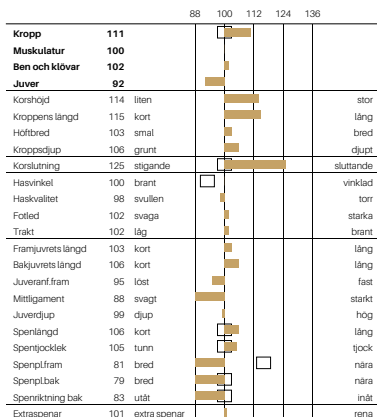 88 100 112 124 136
Kropp 111
Muskulatur 100
Ben och klövar 102
Juver 92
Korshöjd 114 liten stor
Kroppens längd 115 kort lång
Höftbred 103 smal bred
Kroppsdjup 106 grunt djupt
Korslutning 125 stigande sluttande
Hasvinkel 100 brant vinklad
Haskvalitet 98 svullen torr
Fotled 102 svaga starka
Trakt 102 låg brant
Framjuvrets längd 103 kort lång
Bakjuvrets längd 106 kort lång
Juveranf.fram 95 löst fast
Mittligament 88 svagt starkt
Juverdjup 99 djup hög
Spenlängd 106 kort lång
Spentjocklek 105 tunn tjock
Spenpl.fram 81 bred nära
Spenpl.bak 79 bred nära
Spenriktning bak 83 utåt inåt
Extraspenar 101 extra spenar rena